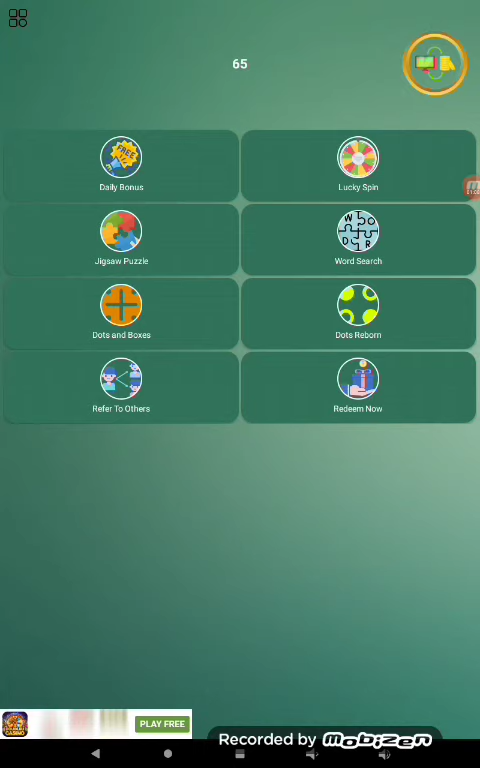 65
Daily Bonus
Lucky Spin
Jigsaw Puzzle
Word Search
Dots and Boxes
Dots Reborn
Refer To Others
Redeem Now
FREE
CASINO
PLAY FREE
Recorded by Mobizen